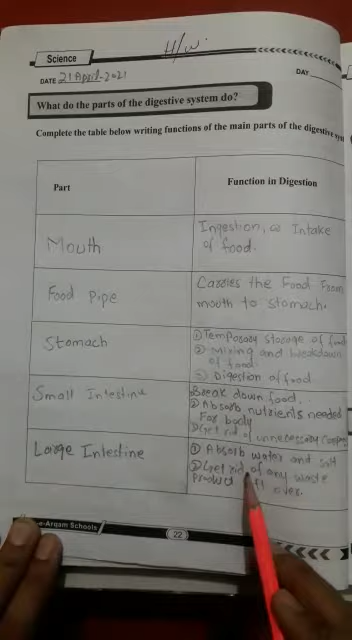 H/W
Science
DATE 21 April-2021
DAY
What do the parts of the digestive system do?
Complete the table below writing functions of the main parts of the digestive
Part
Function in Digestion
Mouth
Ingestion, or Intake
of food.
Food Pipe
Carries the Food From
mouth to stomach.
Stomach
① Temporary storage of food
② Mixing and breakdown
of food.
③ Digestion of food.
Small Intestine
Break down food.
② Absorb nutrients needed
For body
Get rid of unnecessary
Large Intestine
① Absorb water and salt
② Get rid of any waste
product over.
e-Arqam Schools
22